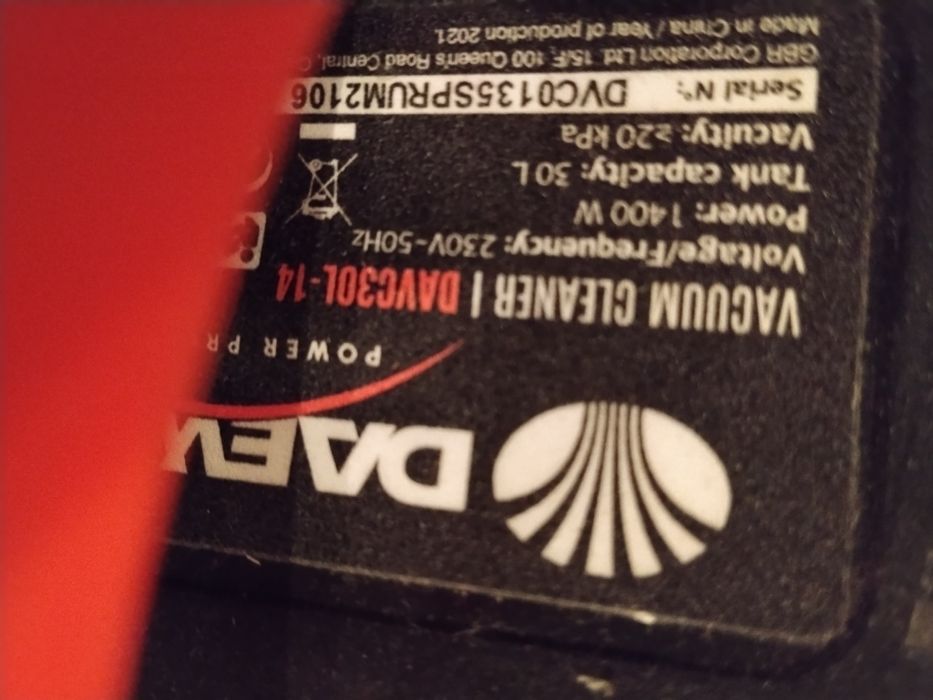 DAEW
POWER PR
VACUUM CLEANER | DAVC30L-14
Voltage/Frequency: 230V~50Hz
Power: 1400 W
Tank capacity: 30 L
Vacuity: ≥20 kPa
Serial N°: DVC0135SPRUM2106
GBR Corporation Ltd. 15/F, 100 Queen's Road Central,
Made in China / Year of production 2021.